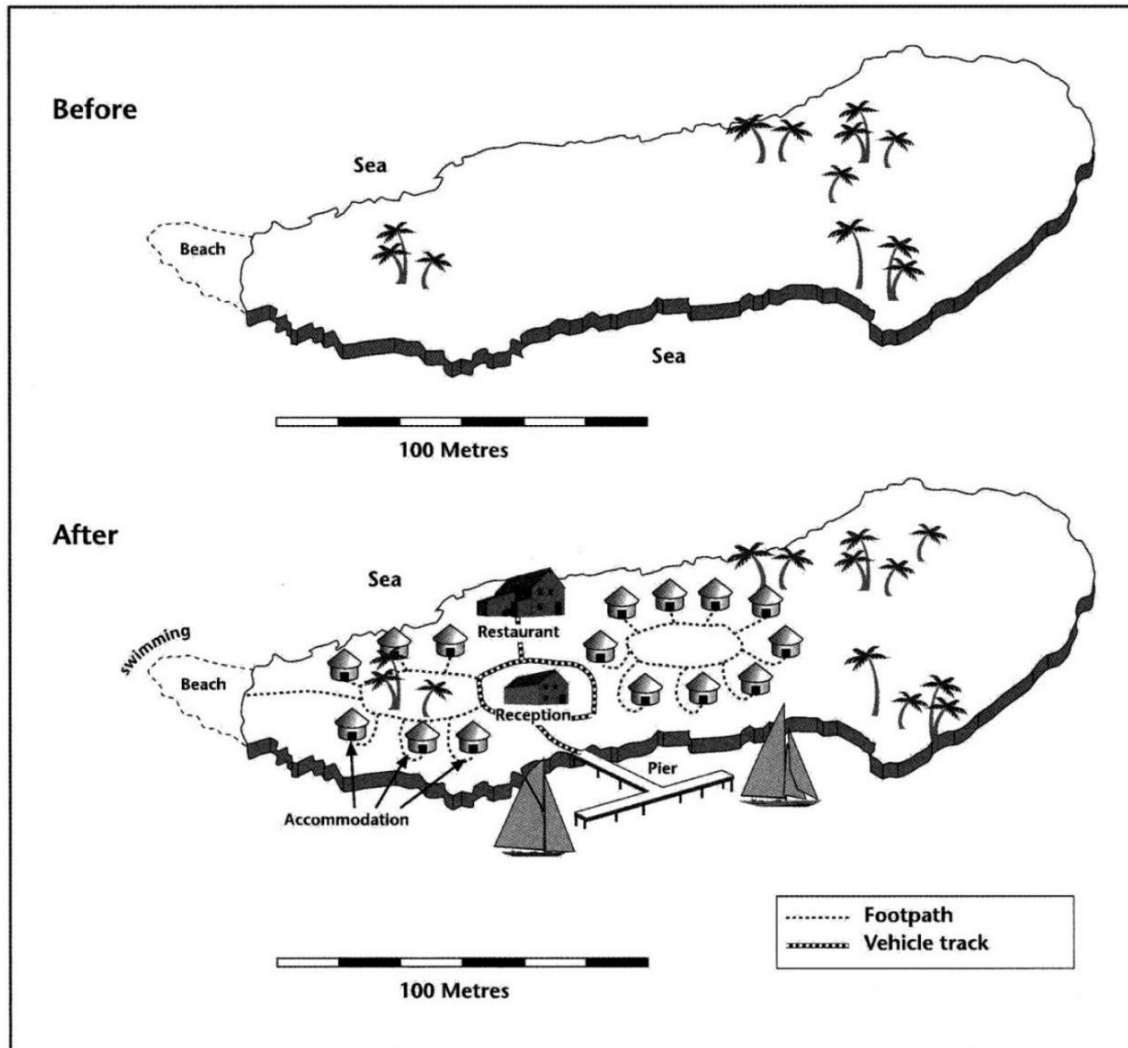 Before
Sea
Beach
Sea
100 Metres
After
Sea
swimming
Restaurant
Beach
Reception
Pier
Accommodation
Footpath
Vehicle track
100 Metres